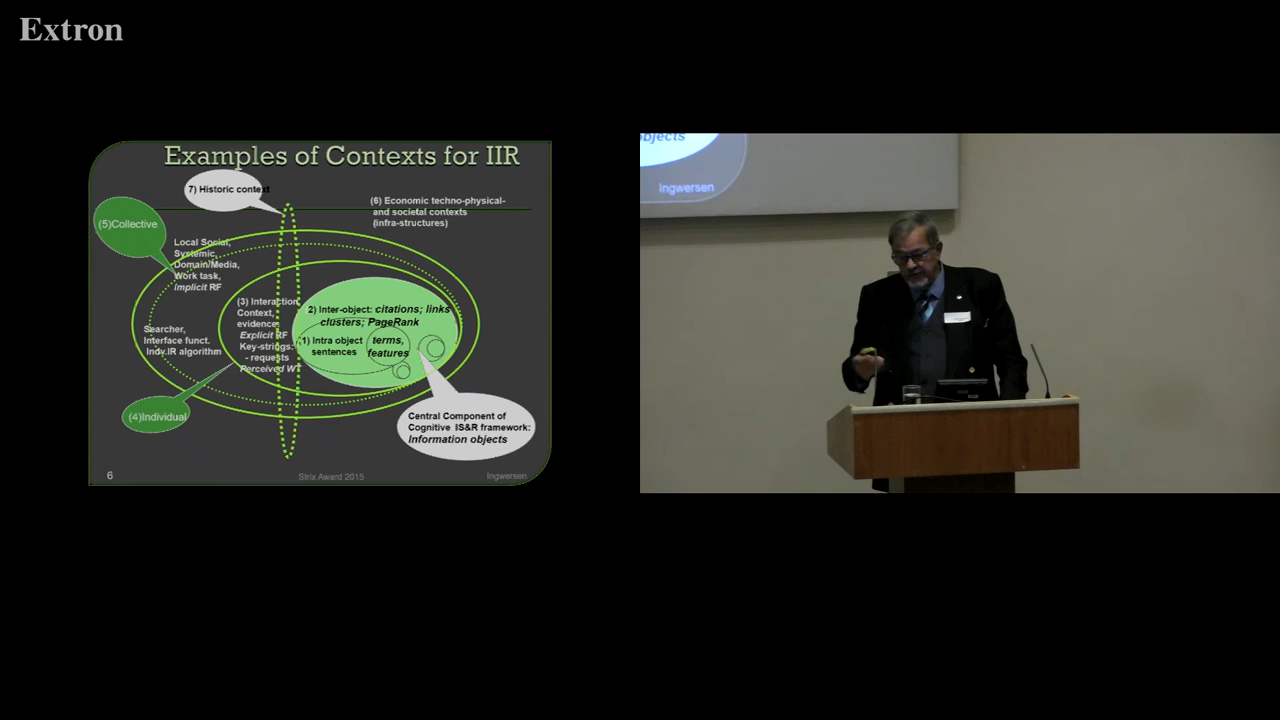 Extron
Examples of Contexts for IIR
7) Historic context
(6) Economic techno-physical-
and societal contexts
(infra-structures)
(5)Collective
Local Social,
Systemic,
Domain/Media,
Work task,
Implicit RF
(3) Interaction
Context,
evidence:
Explicit RF
Key-strings:
- requests
Perceived WT
2) Inter-object: citations; links
clusters; PageRank
1) Intra object
sentences
terms,
features
Searcher,
Interface funct.
Indv.IR algorithm
(4)Individual
Central Component of
Cognitive IS&R framework:
Information objects
6
Strix Award 2015
Ingwersen
objects
Ingwersen